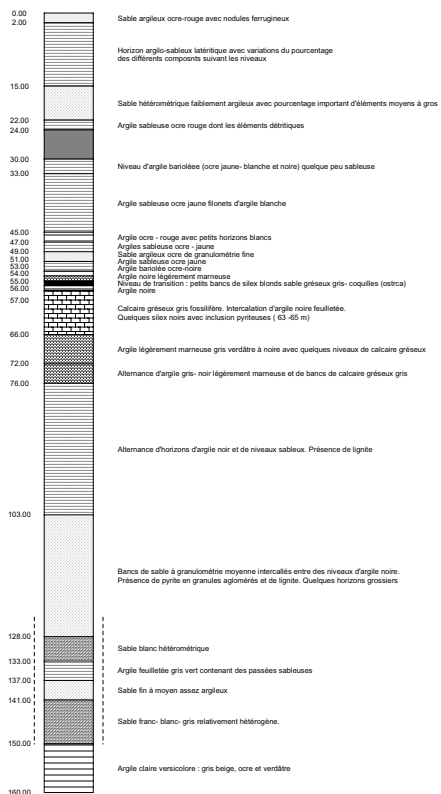 0.00
Sable argileux ocre-rouge avec nodules ferrugineux
2.00
Horizon argilo-sableux latéritique avec variations du pourcentage
des différents composnts suivant les niveaux
15.00
Sable hétérométrique faiblement argileux avec pourcentage important d'éléments moyens à gros
22.00
Argile sableuse ocre rouge dont les éléments détritiques
24.00
30.00
Niveau d'argile bariolée (ocre jaune- blanche et noire) quelque peu sableuse
33.00
Argile sableuse ocre jaune filonets d'argile blanche
45.00
Argile ocre - rouge avec petits horizons blancs
47.00
Argiles sableuse ocre - jaune
49.00
Sable argileux ocre de granulométrie fine
51.00
Argile sableuse ocre jaune
53.00
Argile bariolée ocre-noire
54.00
Argile noire légèrement marneuse
55.00
Niveau de transition : petits bancs de silex blonds sable gréseux gris- coquilles (ostrca)
56.00
Argile noire
57.00
Calcaire gréseux gris fossilifère. Intercalation d'argile noire feuilletée.
Quelques silex noirs avec inclusion pyriteuses ( 63 -65 m)
66.00
Argile légèrement marneuse gris verdâtre à noire avec quelques niveaux de calcaire gréseux
72.00
Alternance d'argile gris- noir légèrement marneuse et de bancs de calcaire gréseux gris
76.00
Alternance d'horizons d'argile noir et de niveaux sableux. Présence de lignite
103.00
Bancs de sable à granulométrie moyenne intercallés entre des niveaux d'argile noire.
Présence de pyrite en granules aglomérés et de lignite. Quelques horizons grossiers
128.00
Sable blanc hétérométrique
133.00
Argile feuilletée gris vert contenant des passées sableuses
137.00
Sable fin à moyen assez argileux
141.00
Sable franc- blanc- gris relativement hétérogène.
150.00
Argile claire versicolore : gris beige, ocre et verdâtre
160.00